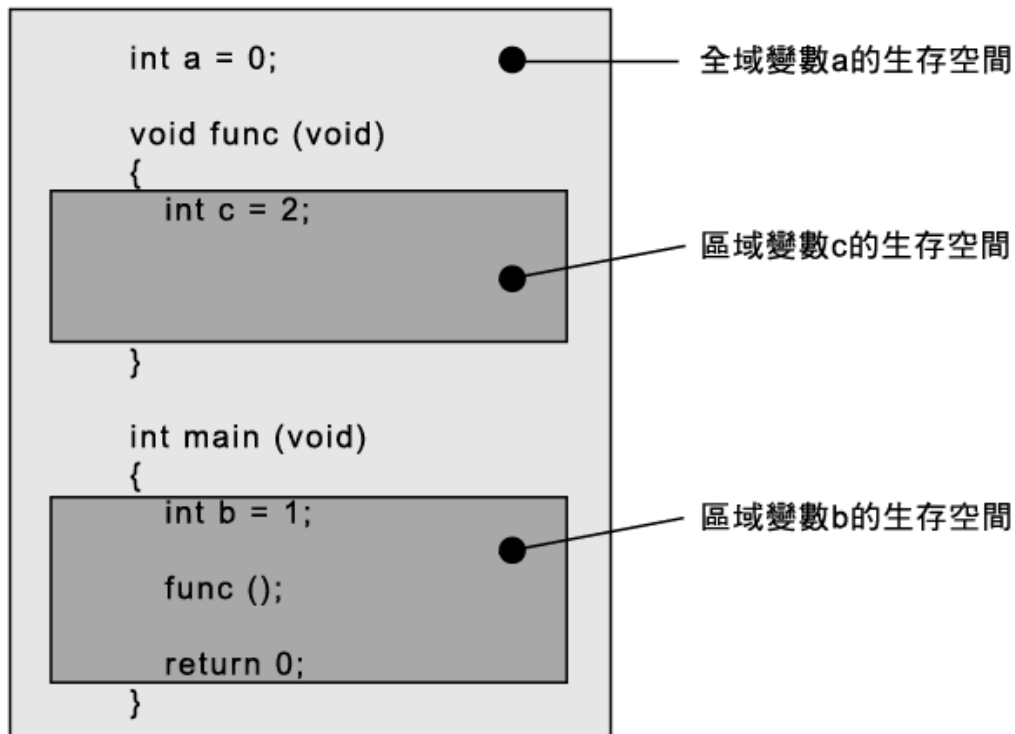 int a = 0;
全域變數a的生存空間
void func (void)
{
int c = 2;
區域變數c的生存空間
}
int main (void)
{
int b = 1;
區域變數b的生存空間
func ();
return 0;
}